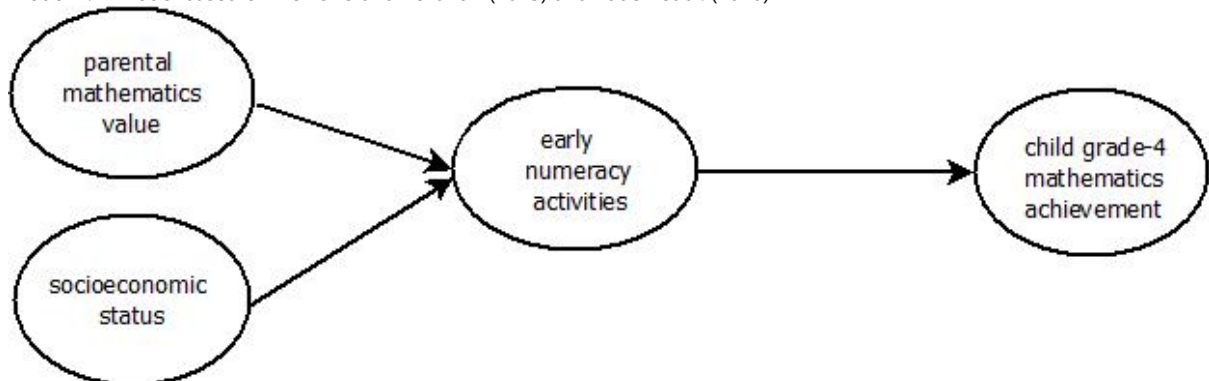 parental
mathematics
value
early
numeracy
activities
child grade-4
mathematics
achievement
socioeconomic
status